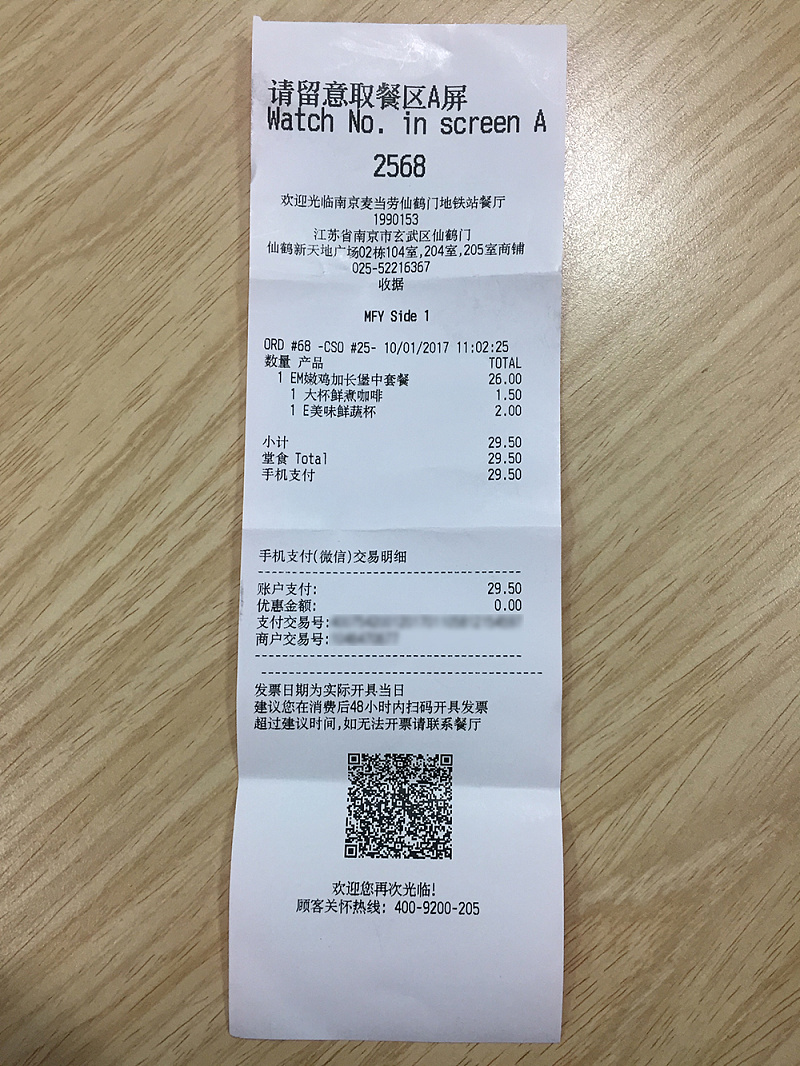 请留意取餐区A屏
Watch No. in screen A
2568
欢迎光临南京麦当劳仙鹤门地铁站餐厅
1990153
江苏省南京市玄武区仙鹤门
仙鹤新天地广场02栋104室,204室,205室商铺
025-52216367
收据
MFY Side 1
ORD #68 -CSO #25- 10/01/2017 11:02:25
数量 产品 TOTAL
1 EM嫩鸡加长堡中套餐 26.00
1 大杯鲜煮咖啡 1.50
1 E美味鲜蔬杯 2.00
小计 29.50
堂食 Total 29.50
手机支付 29.50
手机支付(微信)交易明细
账户支付: 29.50
优惠金额: 0.00
支付交易号:
商户交易号:
发票日期为实际开具当日
建议您在消费后48小时内扫码开具发票
超过建议时间,如无法开票请联系餐厅
欢迎您再次光临!
顾客关怀热线: 400-9200-205